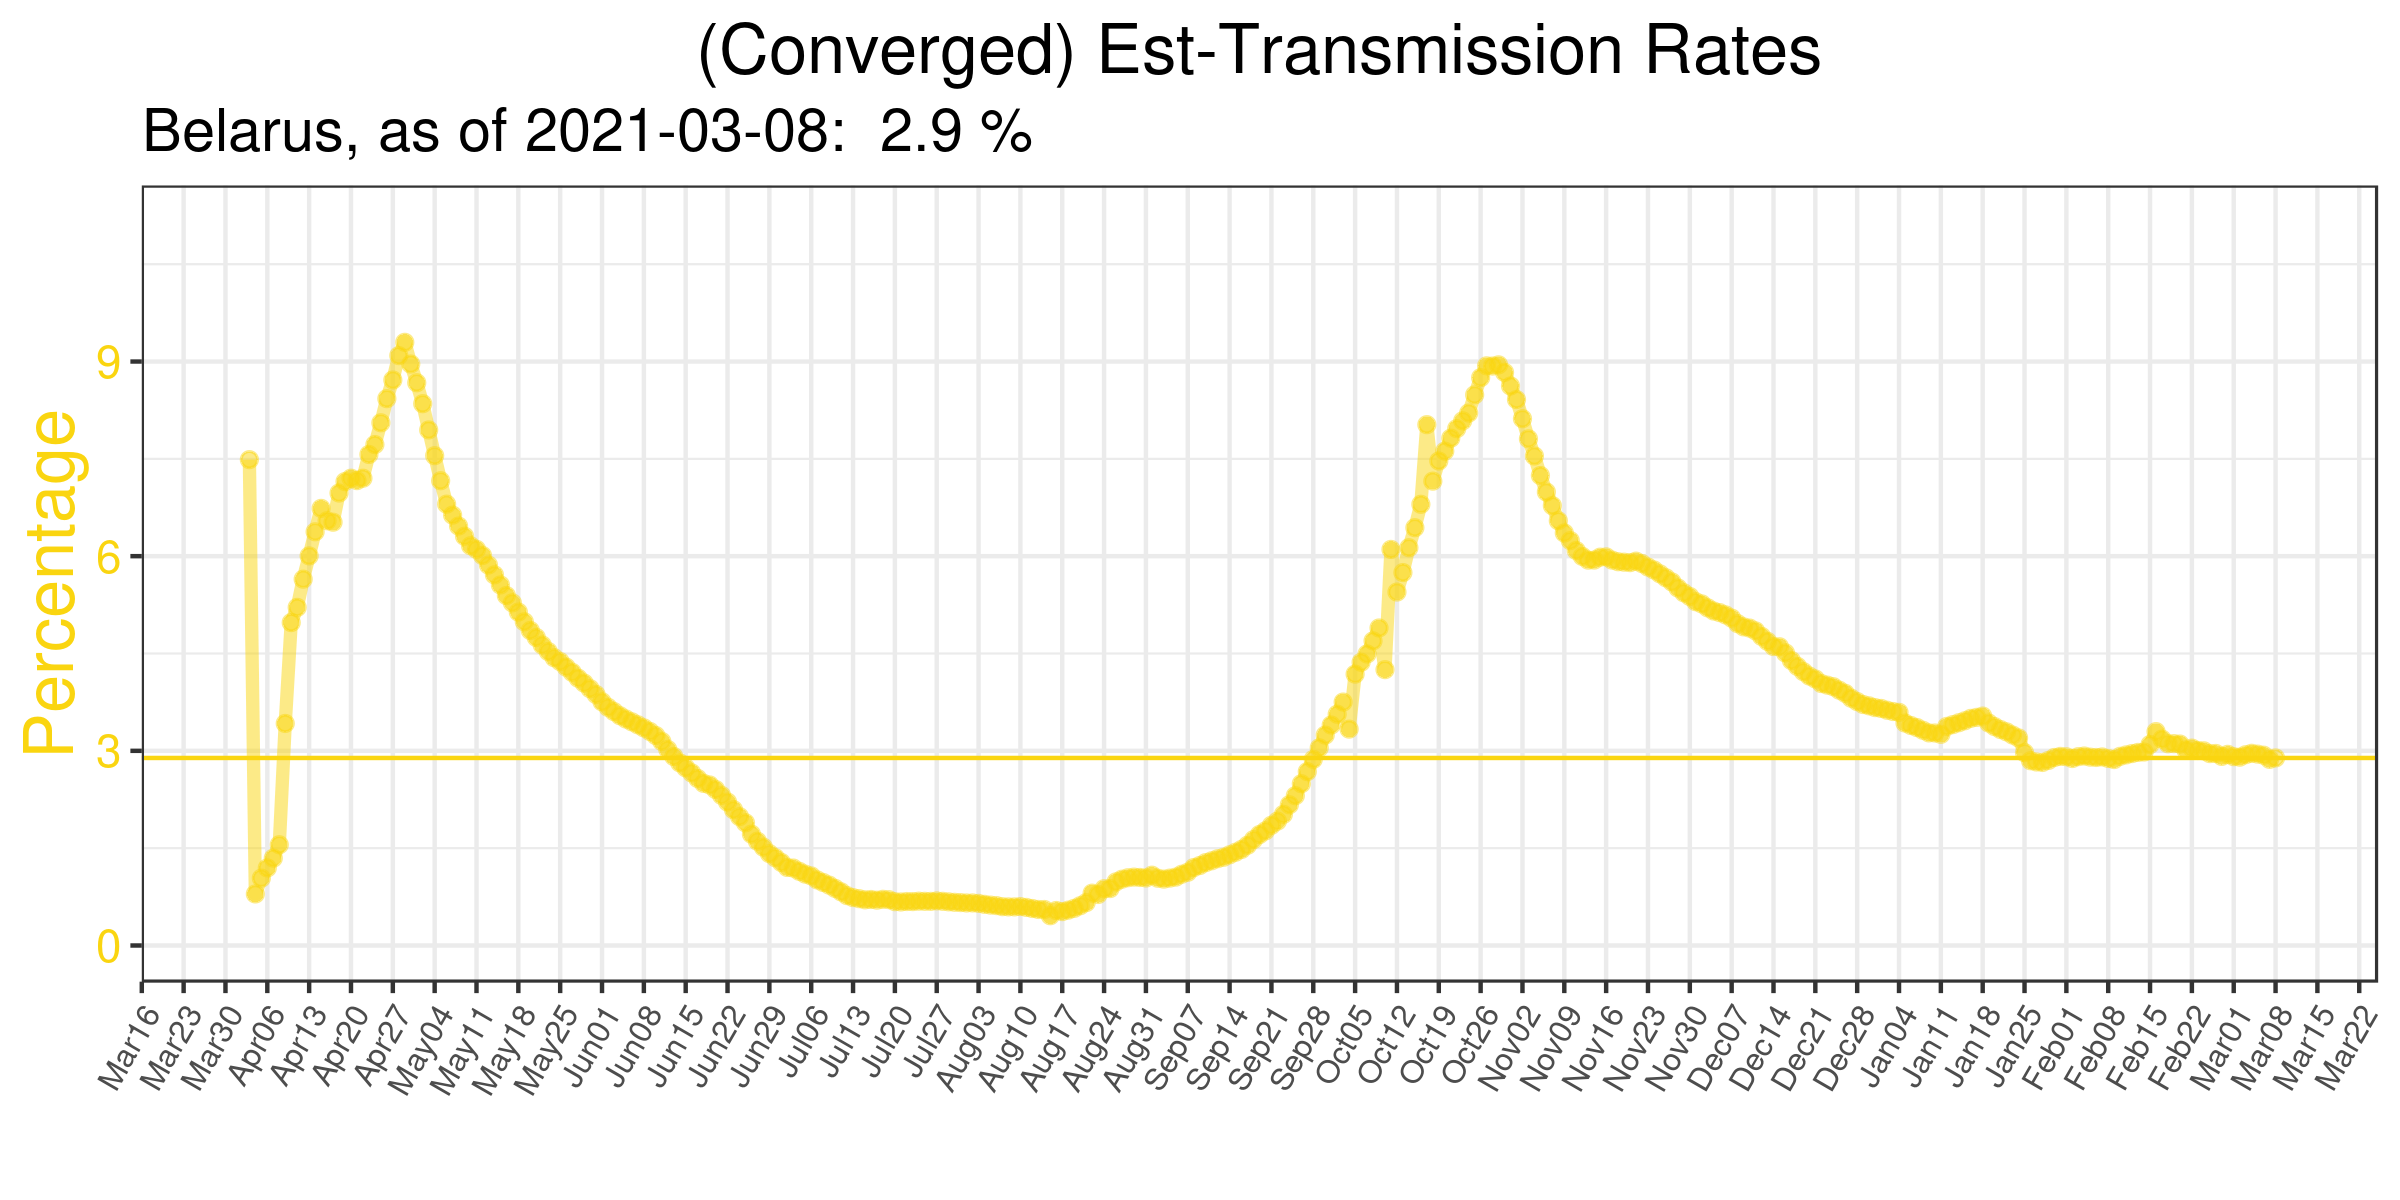 (Converged) Est-Transmission Rates
Belarus, as of 2021-03-08:  2.9 %
Percentage
9
6
3
0
Mar16
Mar23
Mar30
Apr06
Apr13
Apr20
Apr27
May04
May11
May18
May25
Jun01
Jun08
Jun15
Jun22
Jun29
Jul06
Jul13
Jul20
Jul27
Aug03
Aug10
Aug17
Aug24
Aug31
Sep07
Sep14
Sep21
Sep28
Oct05
Oct12
Oct19
Oct26
Nov02
Nov09
Nov16
Nov23
Nov30
Dec07
Dec14
Dec21
Dec28
Jan04
Jan11
Jan18
Jan25
Feb01
Feb08
Feb15
Feb22
Mar01
Mar08
Mar15
Mar22